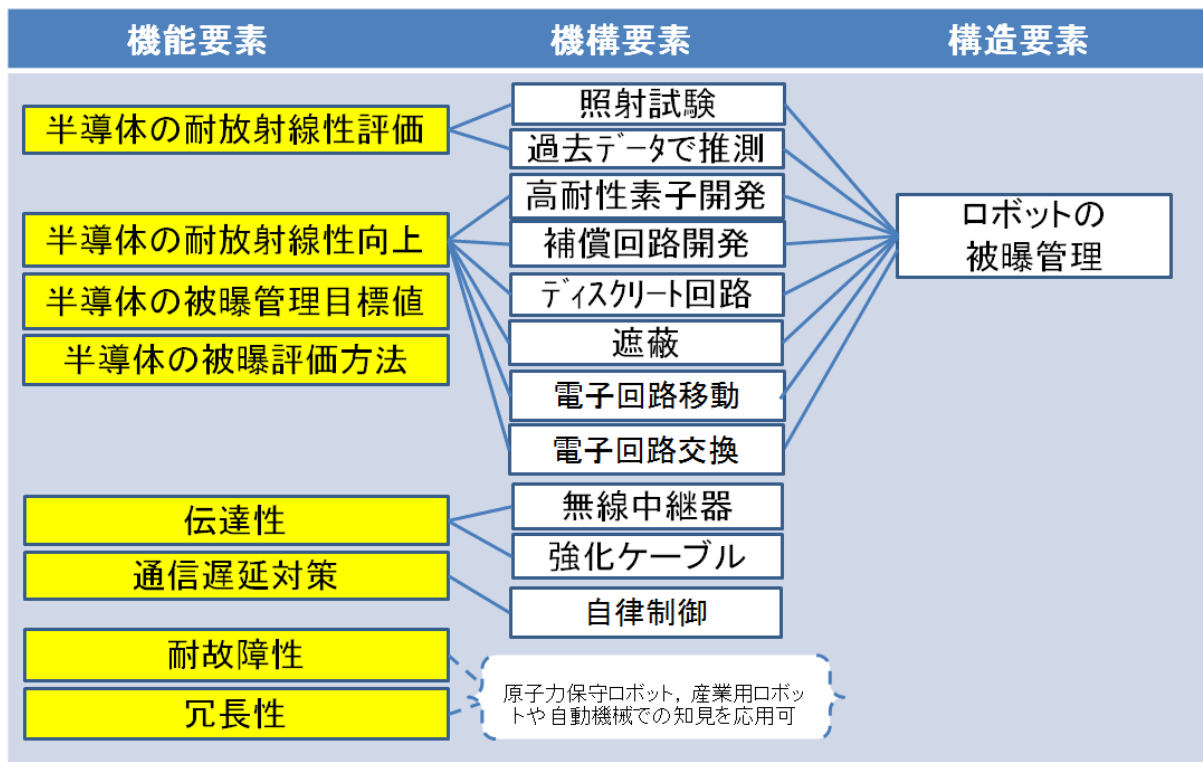 機能要素
機構要素
構造要素
半導体の耐放射線性評価
半導体の耐放射線性向上
半導体の被曝管理目標値
半導体の被曝評価方法
伝達性
通信遅延対策
耐故障性
冗長性
照射試験
過去ﾃﾞｰﾀで推測
高耐性素子開発
補償回路開発
ﾃﾞｨｽｸﾘｰﾄ回路
遮蔽
電子回路移動
電子回路交換
無線中継器
強化ケーブル
自律制御
原子力保守ロボット，産業用ロボッ
トや自動機械での知見を応用可
ロボットの
被曝管理